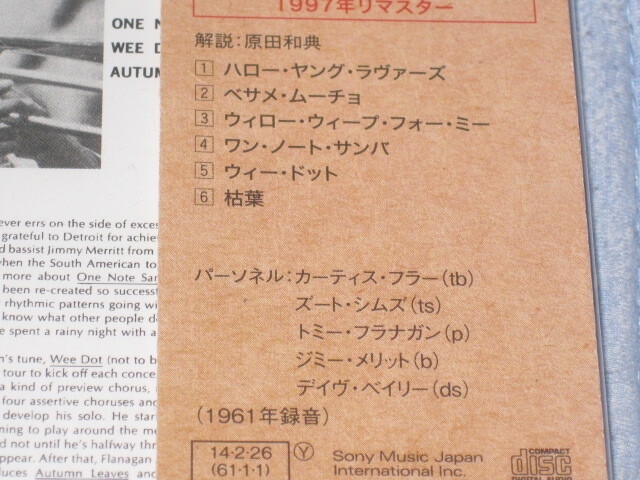 ONE N
WEE D
AUTUM
ever errs on the side of exces
grateful to Detroit for achie
d bassist Jimmy Merritt from
when the South American to
more about One Note Sam
been re-created so success
rhythmic patterns going wi
know what other people d
e spent a rainy night with a
n's tune, Wee Dot (not to b
tour to kick off each conce
a kind of preview chorus,
four assertive choruses and
develop his solo. He star
ning to play around the me
d not until he's halfway thr
ppear. After that, Flanagan
duces Autumn Leaves and
1997年リマスター
解説:原田和典
1 ハロー・ヤング・ラヴァーズ
2 ベサメ・ムーチョ
3 ウィロー・ウィープ・フォー・ミー
4 ワン・ノート・サンバ
5 ウィー・ドット
6 枯葉
パーソネル:カーティス・フラー(tb)
ズート・シムズ(ts)
トミー・フラナガン(p)
ジミー・メリット(b)
デイヴ・ベイリー(ds)
(1961年録音)
14・2・26
(61・1・1)
Ⓨ
Sony Music Japan
International Inc.
COMPACT
disc
DIGITAL AUDIO